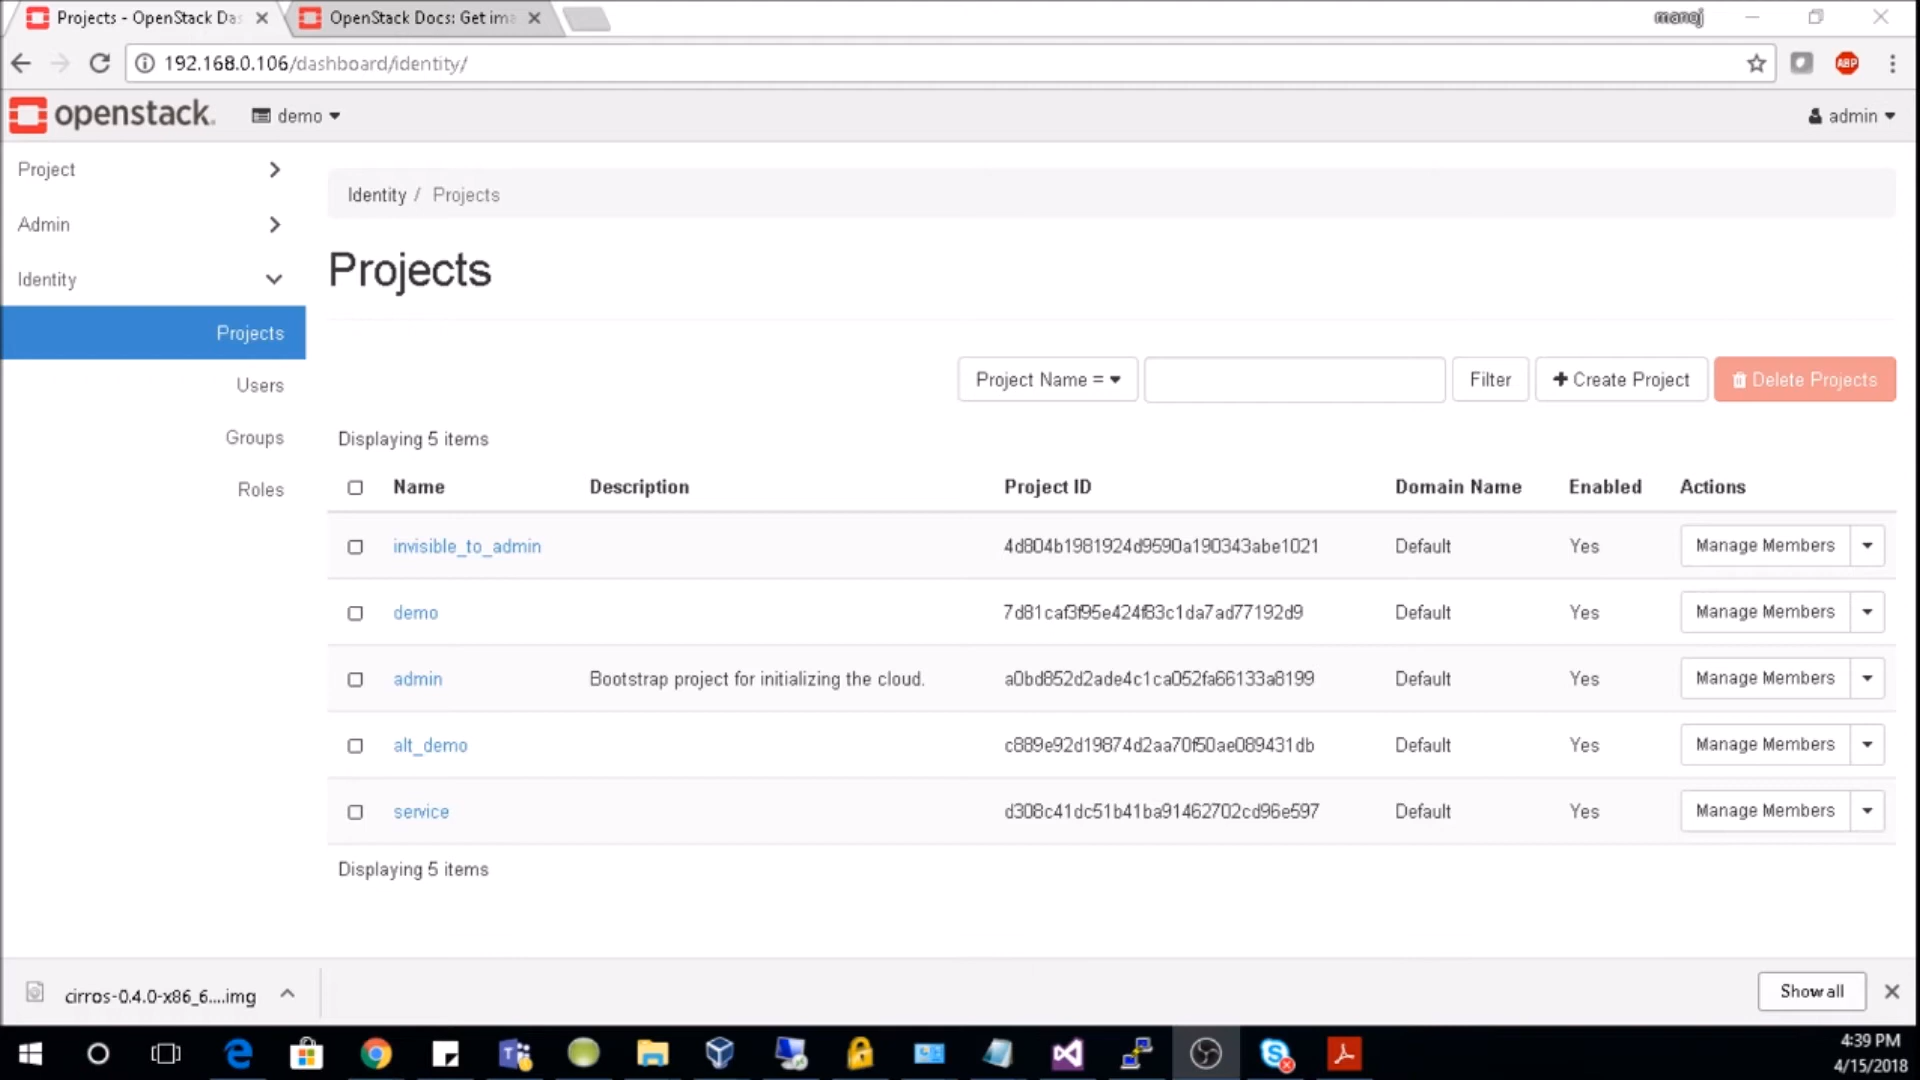 Projects - OpenStack Das
OpenStack Docs: Get ima
manoj
192.168.0.106/dashboard/identity/
ABP
openstack.
demo
admin
Project
Admin
Identity
Projects
Users
Groups
Roles
Identity / Projects
Projects
Project Name =
Filter
Create Project
Delete Projects
Displaying 5 items
Name Description Project ID Domain Name Enabled Actions
invisible_to_admin 4d804b1981924d9590a190343abe1021 Default Yes Manage Members
demo 7d81caf3f95e424f83c1da7ad77192d9 Default Yes Manage Members
admin Bootstrap project for initializing the cloud. a0bd852d2ade4c1ca052fa66133a8199 Default Yes Manage Members
alt_demo c889e92d19874d2aa70f50ae089431db Default Yes Manage Members
service d308c41dc51b41ba91462702cd96e597 Default Yes Manage Members
Displaying 5 items
cirros-0.4.0-x86_6....img
Show all
4:39 PM
4/15/2018